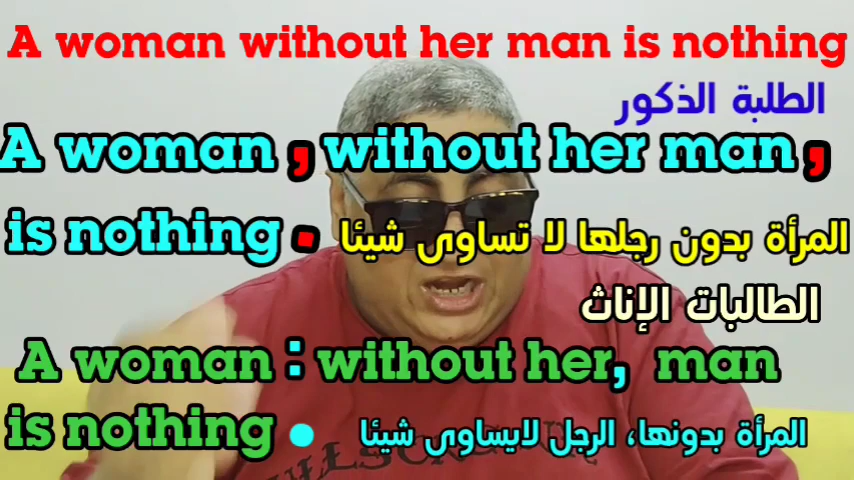 A woman without her man is nothing
الطلبة الذكور
A woman , without her man ,
is nothing . المرأة بدون رجلها لا تساوى شيئا
الطالبات الإناث
A woman : without her, man
is nothing . المرأة بدونها، الرجل لايساوى شيئا